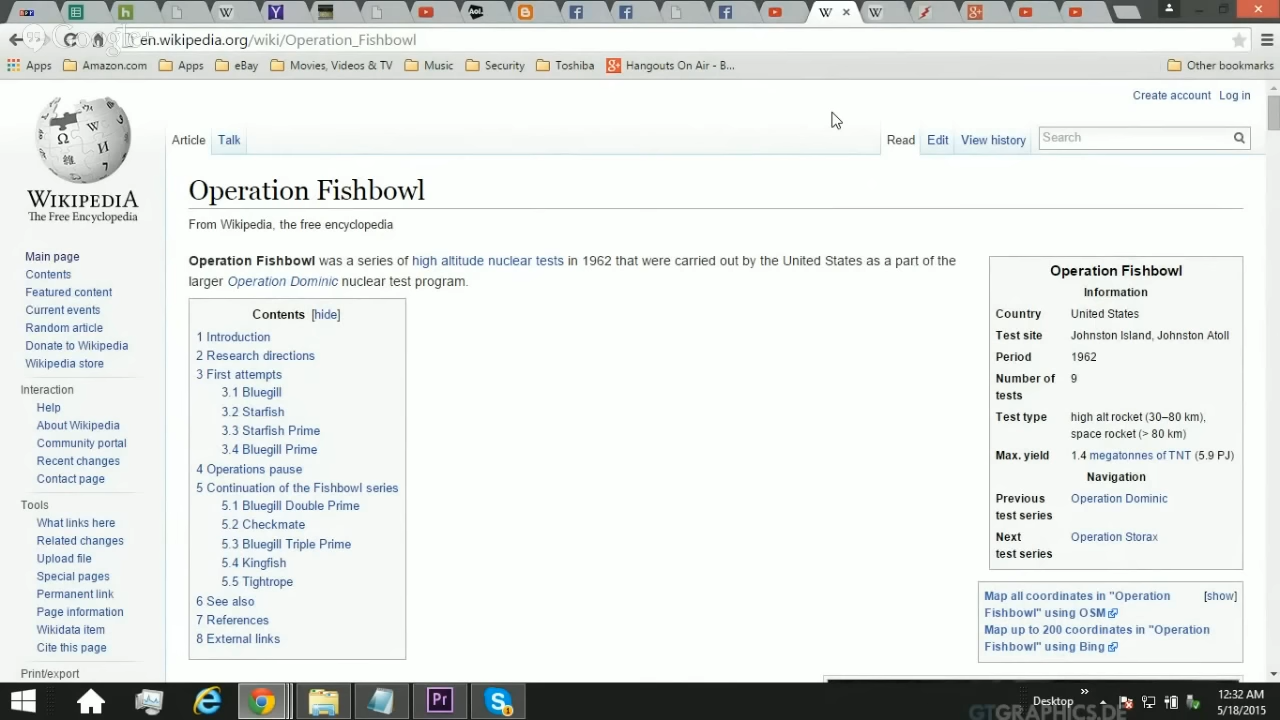 Aol.
en.wikipedia.org/wiki/Operation_Fishbowl
Apps Amazon.com Apps eBay Movies, Videos & TV Music Security Toshiba Hangouts On Air - B... Other bookmarks
Create account Log in
Article Talk Read Edit View history Search
WIKIPEDIA
The Free Encyclopedia
Operation Fishbowl
From Wikipedia, the free encyclopedia
Main page
Contents
Featured content
Current events
Random article
Donate to Wikipedia
Wikipedia store
Interaction
Help
About Wikipedia
Community portal
Recent changes
Contact page
Tools
What links here
Related changes
Upload file
Special pages
Permanent link
Page information
Wikidata item
Cite this page
Print/export
Operation Fishbowl was a series of high altitude nuclear tests in 1962 that were carried out by the United States as a part of the
larger Operation Dominic nuclear test program.
Contents [hide]
1 Introduction
2 Research directions
3 First attempts
3.1 Bluegill
3.2 Starfish
3.3 Starfish Prime
3.4 Bluegill Prime
4 Operations pause
5 Continuation of the Fishbowl series
5.1 Bluegill Double Prime
5.2 Checkmate
5.3 Bluegill Triple Prime
5.4 Kingfish
5.5 Tightrope
6 See also
7 References
8 External links
Operation Fishbowl
Information
Country United States
Test site Johnston Island, Johnston Atoll
Period 1962
Number of 9
tests
Test type high alt rocket (30–80 km),
space rocket (> 80 km)
Max. yield 1.4 megatonnes of TNT (5.9 PJ)
Navigation
Previous Operation Dominic
test series
Next Operation Storax
test series
Map all coordinates in "Operation [show]
Fishbowl" using OSM
Map up to 200 coordinates in "Operation
Fishbowl" using Bing
Pr
Desktop
12:32 AM
5/18/2015
GTGRAPHICS.DE